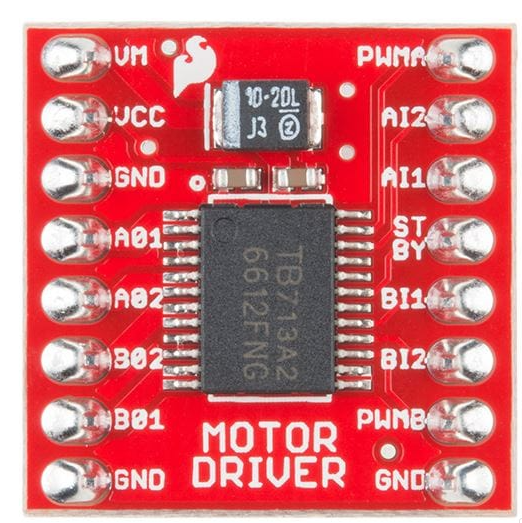 VM
VCC
GND
A01
A02
B02
B01
GND
PWMA
AI2
AI1
ST
BY
BI1
BI2
PWMB
GND
10-20L
J3
TB713A2
6612FNG
MOTOR
DRIVER